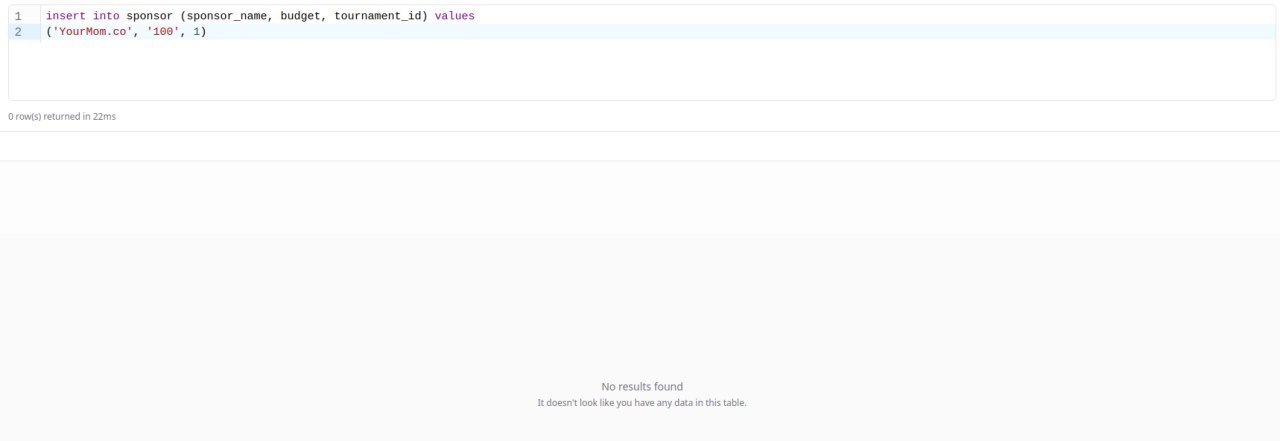 1 insert into sponsor (sponsor_name, budget, tournament_id) values
2 ('YourMom.co', '100', 1)
0 row(s) returned in 22ms
No results found
It doesn't look like you have any data in this table.